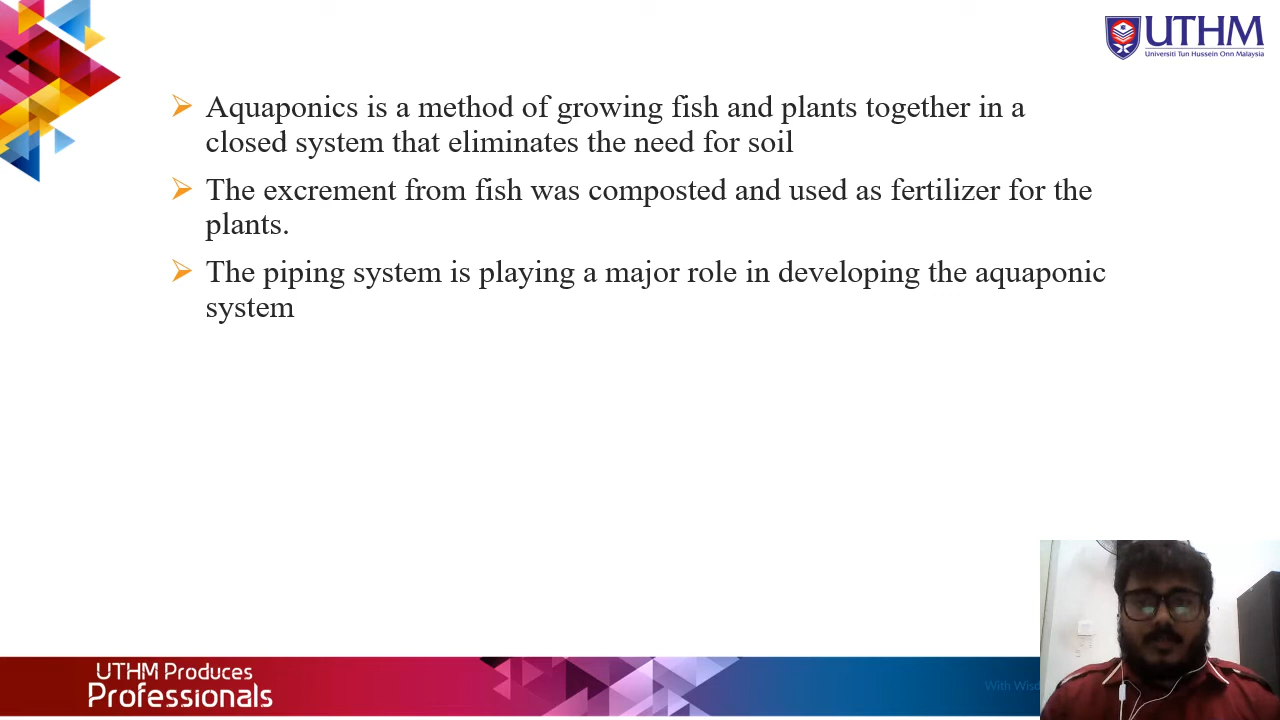 UTHM
Universiti Tun Hussein Onn Malaysia
Aquaponics is a method of growing fish and plants together in a
closed system that eliminates the need for soil
The excrement from fish was composted and used as fertilizer for the
plants.
The piping system is playing a major role in developing the aquaponic
system
UTHM Produces
Professionals
With